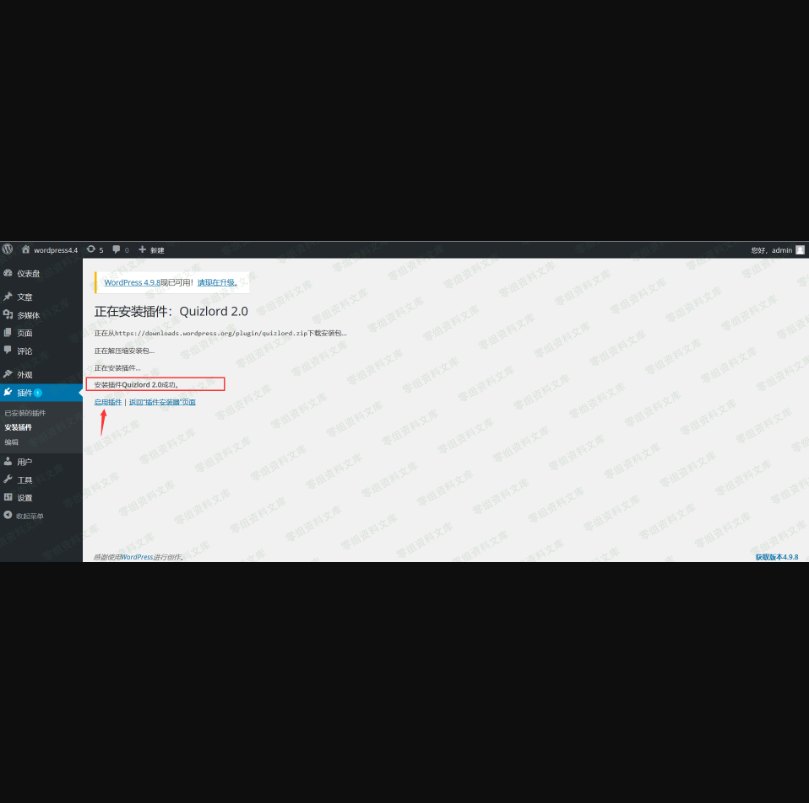 wordpress4.4 5 0 新建 您好，admin
仪表盘
文章
多媒体
页面
评论
外观
插件 1
已安装的插件
安装插件
编辑
用户
工具
设置
收起菜单
WordPress 4.9.8现已可用！请现在升级。
正在安装插件：Quizlord 2.0
正在从https://downloads.wordpress.org/plugin/quizlord.zip下载安装包…
正在解压缩安装包…
正在安装插件…
安装插件Quizlord 2.0成功。
启用插件 | 返回“插件安装器”页面
感谢使用WordPress进行创作。
获取版本4.9.8
零组资料文库